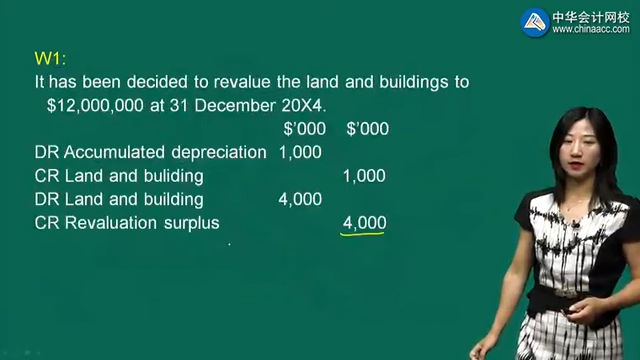 中华会计网校
www.chinaacc.com
W1:
It has been decided to revalue the land and buildings to
$12,000,000 at 31 December 20X4.
$'000 $'000
DR Accumulated depreciation 1,000
CR Land and buliding 1,000
DR Land and building 4,000
CR Revaluation surplus 4,000